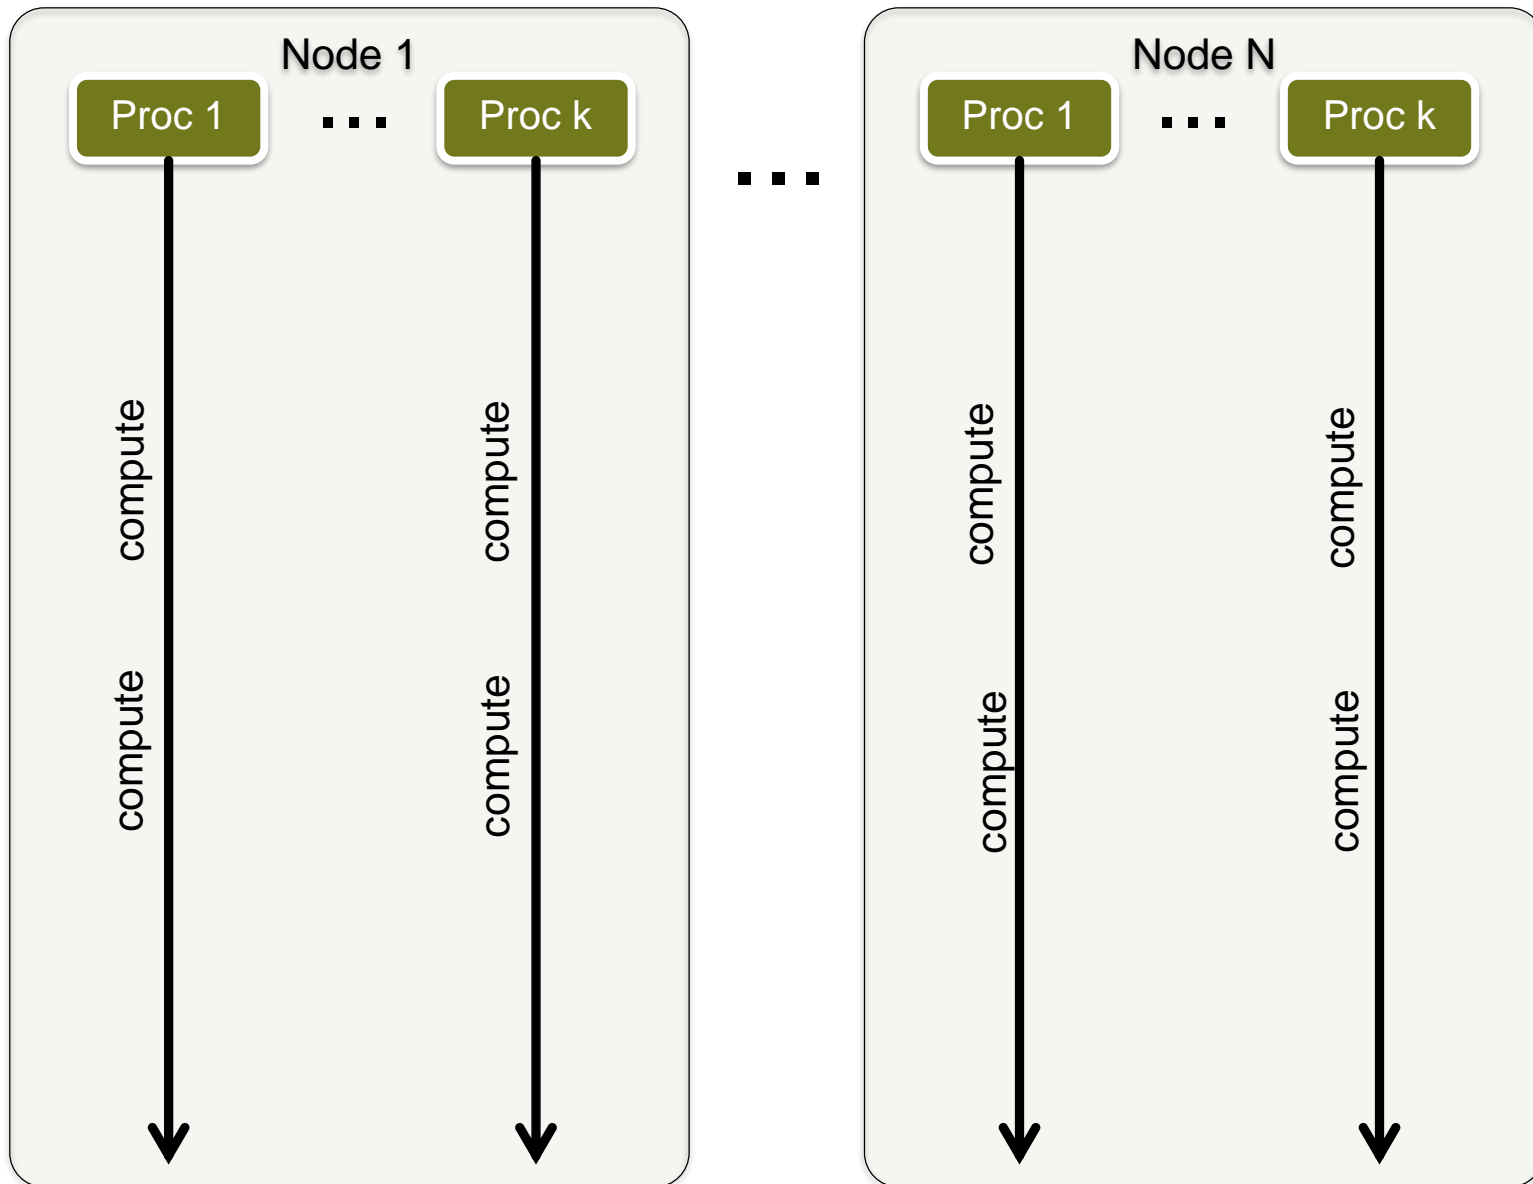 Node 1
Proc 1
...
Proc k
compute
compute
compute
compute
...
Node N
Proc 1
...
Proc k
compute
compute
compute
compute